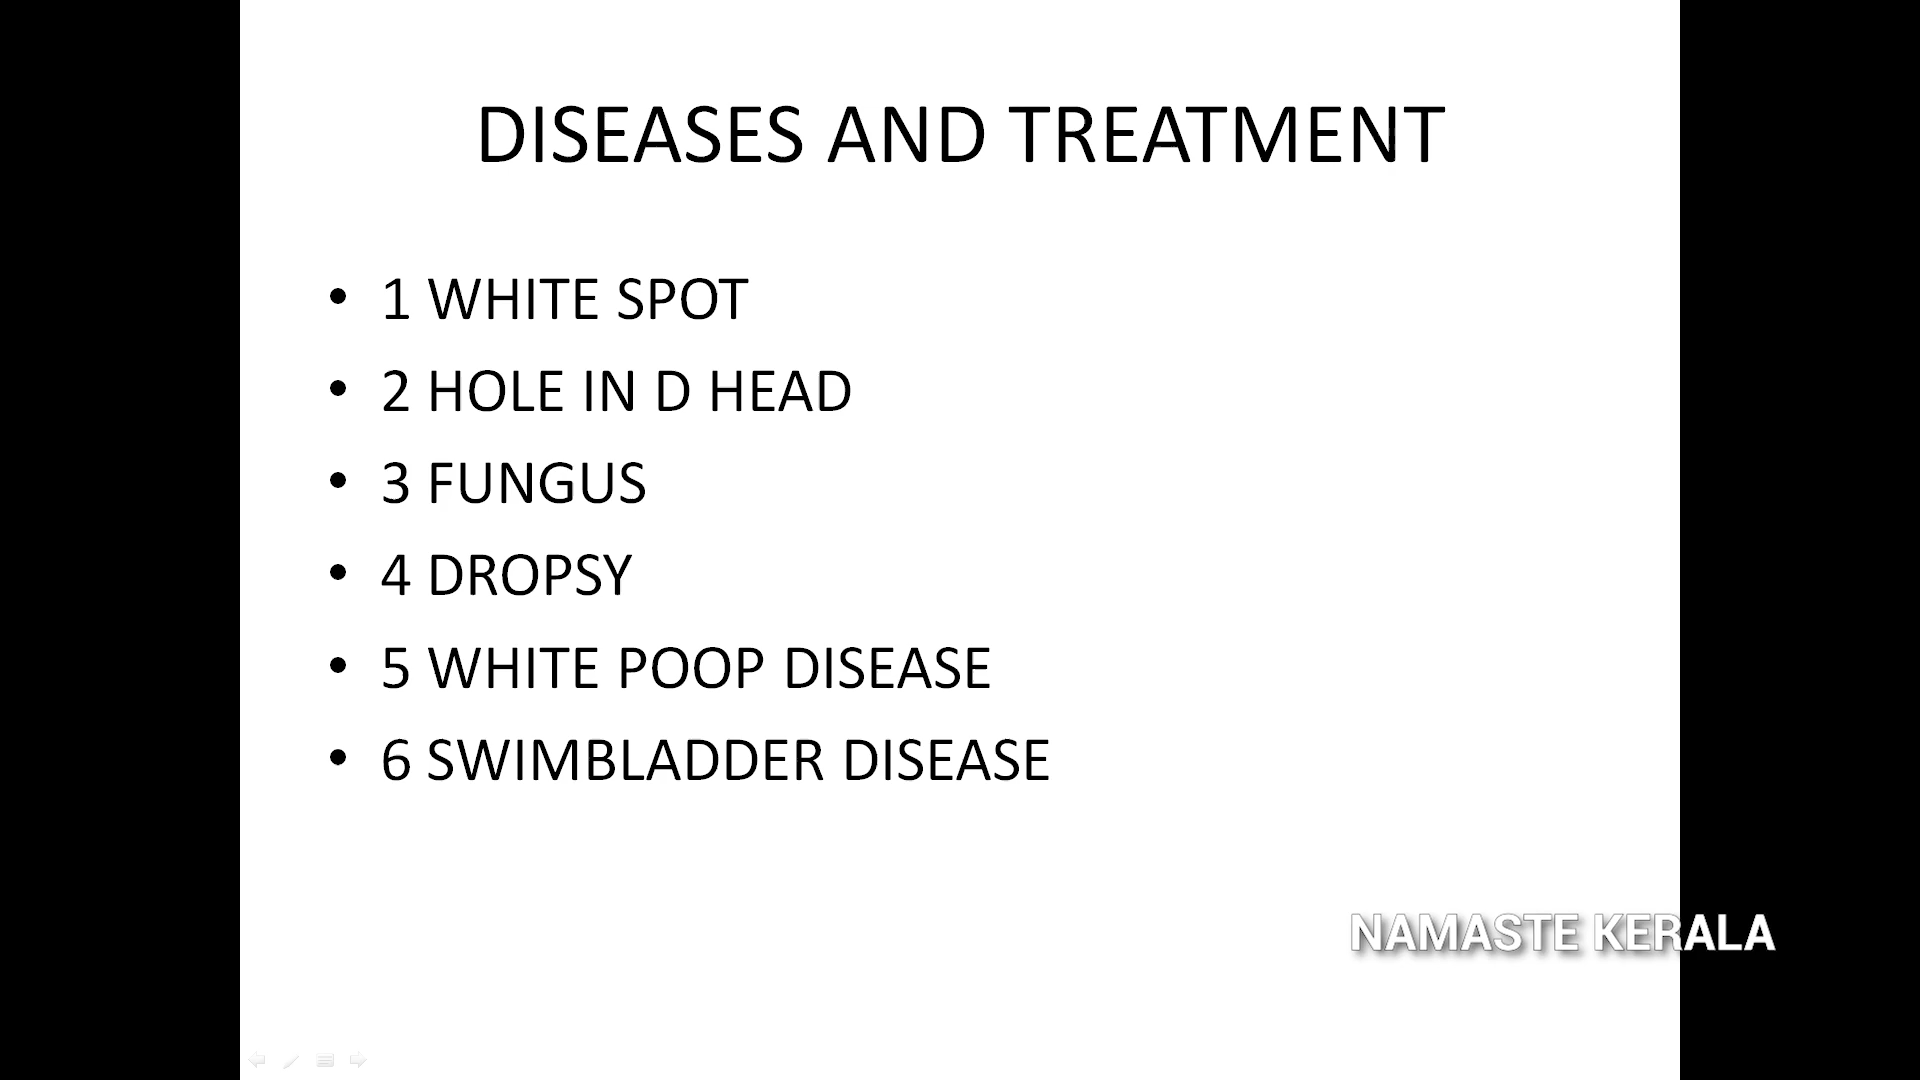 DISEASES AND TREATMENT
• 1 WHITE SPOT
• 2 HOLE IN D HEAD
• 3 FUNGUS
• 4 DROPSY
• 5 WHITE POOP DISEASE
• 6 SWIMBLADDER DISEASE
NAMASTE KERALA